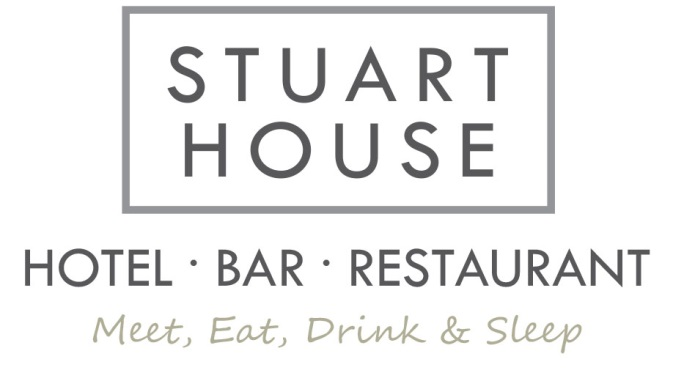 STUART
HOUSE
HOTEL · BAR · RESTAURANT
Meet, Eat, Drink & Sleep